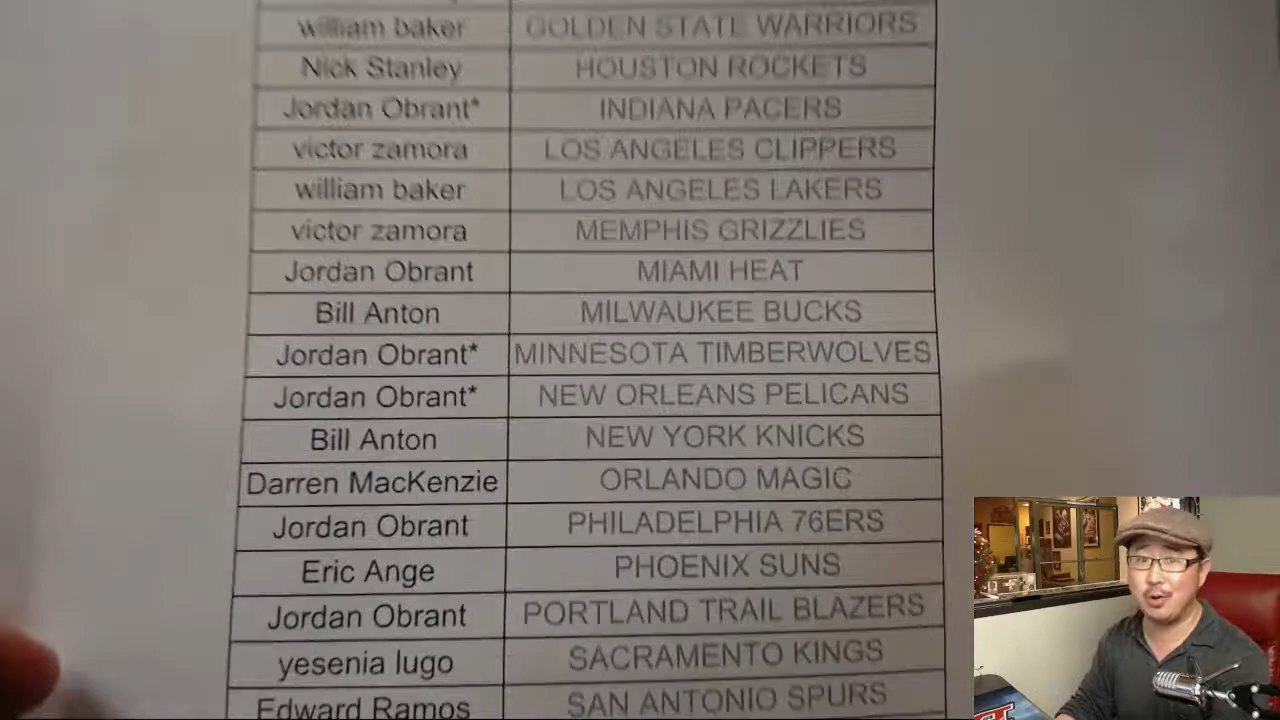 william baker GOLDEN STATE WARRIORS
Nick Stanley HOUSTON ROCKETS
Jordan Obrant* INDIANA PACERS
victor zamora LOS ANGELES CLIPPERS
william baker LOS ANGELES LAKERS
victor zamora MEMPHIS GRIZZLIES
Jordan Obrant MIAMI HEAT
Bill Anton MILWAUKEE BUCKS
Jordan Obrant* MINNESOTA TIMBERWOLVES
Jordan Obrant* NEW ORLEANS PELICANS
Bill Anton NEW YORK KNICKS
Darren MacKenzie ORLANDO MAGIC
Jordan Obrant PHILADELPHIA 76ERS
Eric Ange PHOENIX SUNS
Jordan Obrant PORTLAND TRAIL BLAZERS
yesenia lugo SACRAMENTO KINGS
Edward Ramos SAN ANTONIO SPURS